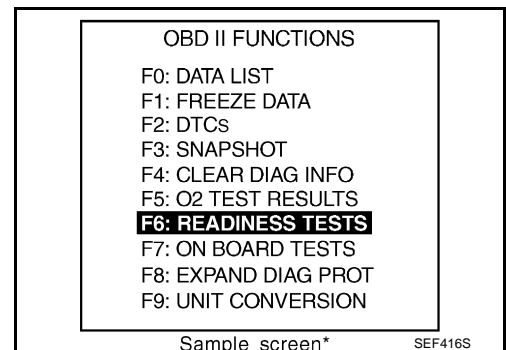 OBD II FUNCTIONS
F0: DATA LIST
F1: FREEZE DATA
F2: DTCs
F3: SNAPSHOT
F4: CLEAR DIAG INFO
F5: O2 TEST RESULTS
F6: READINESS TESTS
F7: ON BOARD TESTS
F8: EXPAND DIAG PROT
F9: UNIT CONVERSION
Sample screen* SEF416S